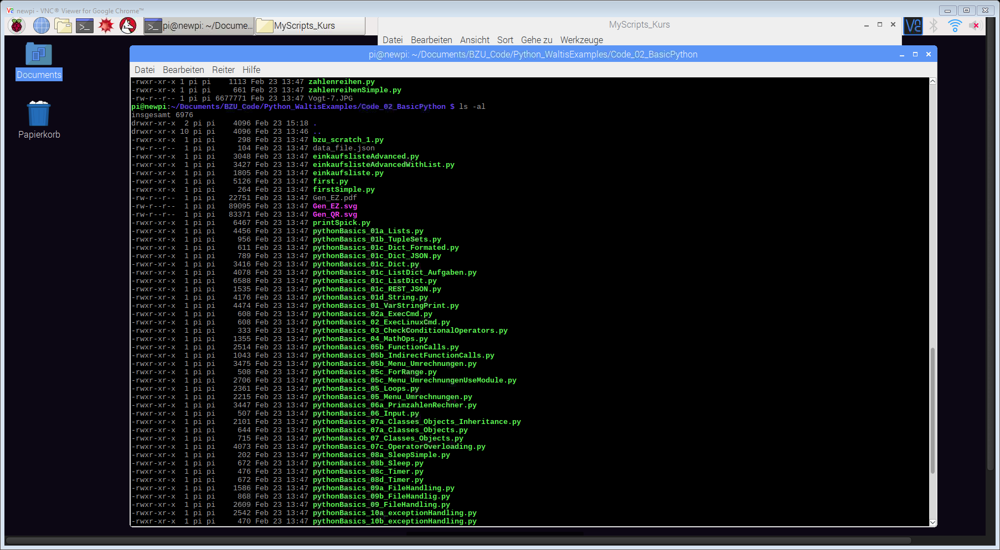 newpi - VNC® Viewer for Google Chrome™
pi@newpi: ~/Docume...
MyScripts_Kurs
MyScripts_Kurs
Datei Bearbeiten Ansicht Sort Gehe zu Werkzeuge
Documents
Papierkorb
pi@newpi: ~/Documents/BZU_Code/Python_WaltisExamples/Code_02_BasicPython
Datei Bearbeiten Reiter Hilfe
-rwxr-xr-x 1 pi pi    1113 Feb 23 13:47 zahlenreihen.py
-rwxr-xr-x 1 pi pi     661 Feb 23 13:47 zahlenreihenSimple.py
-rw-r--r-- 1 pi pi 6677771 Feb 23 13:47 Vogt-7.JPG
pi@newpi:~/Documents/BZU_Code/Python_WaltisExamples/Code_02_BasicPython $ ls -al
insgesamt 6976
drwxr-xr-x  2 pi pi    4096 Feb 23 15:18 .
drwxr-xr-x 10 pi pi    4096 Feb 23 13:46 ..
-rwxr-xr-x  1 pi pi     298 Feb 23 13:47 bzu_scratch_1.py
-rw-r--r--  1 pi pi     104 Feb 23 13:47 data_file.json
-rwxr-xr-x  1 pi pi    3048 Feb 23 13:47 einkaufslisteAdvanced.py
-rwxr-xr-x  1 pi pi    3427 Feb 23 13:47 einkaufslisteAdvancedWithList.py
-rwxr-xr-x  1 pi pi    1805 Feb 23 13:47 einkaufsliste.py
-rwxr-xr-x  1 pi pi    5126 Feb 23 13:47 first.py
-rwxr-xr-x  1 pi pi     264 Feb 23 13:47 firstSimple.py
-rw-r--r--  1 pi pi   22751 Feb 23 13:47 Gen_EZ.pdf
-rw-r--r--  1 pi pi   89095 Feb 23 13:47 Gen_EZ.svg
-rw-r--r--  1 pi pi   83371 Feb 23 13:47 Gen_QR.svg
-rwxr-xr-x  1 pi pi    6467 Feb 23 13:47 printSpick.py
-rwxr-xr-x  1 pi pi    4456 Feb 23 13:47 pythonBasics_01a_Lists.py
-rwxr-xr-x  1 pi pi     956 Feb 23 13:47 pythonBasics_01b_TupleSets.py
-rwxr-xr-x  1 pi pi     611 Feb 23 13:47 pythonBasics_01c_Dict_Formated.py
-rwxr-xr-x  1 pi pi     789 Feb 23 13:47 pythonBasics_01c_Dict_JSON.py
-rwxr-xr-x  1 pi pi    3416 Feb 23 13:47 pythonBasics_01c_Dict.py
-rwxr-xr-x  1 pi pi    4078 Feb 23 13:47 pythonBasics_01c_ListDict_Aufgaben.py
-rwxr-xr-x  1 pi pi    6588 Feb 23 13:47 pythonBasics_01c_ListDict.py
-rwxr-xr-x  1 pi pi    1535 Feb 23 13:47 pythonBasics_01c_REST_JSON.py
-rwxr-xr-x  1 pi pi    4176 Feb 23 13:47 pythonBasics_01d_String.py
-rwxr-xr-x  1 pi pi    4474 Feb 23 13:47 pythonBasics_01_VarStringPrint.py
-rwxr-xr-x  1 pi pi     608 Feb 23 13:47 pythonBasics_02a_ExecCmd.py
-rwxr-xr-x  1 pi pi     608 Feb 23 13:47 pythonBasics_02_ExecLinuxCmd.py
-rwxr-xr-x  1 pi pi     333 Feb 23 13:47 pythonBasics_03_CheckConditionalOperators.py
-rwxr-xr-x  1 pi pi    1355 Feb 23 13:47 pythonBasics_04_MathOps.py
-rwxr-xr-x  1 pi pi    2514 Feb 23 13:47 pythonBasics_05b_FunctionCalls.py
-rwxr-xr-x  1 pi pi    1043 Feb 23 13:47 pythonBasics_05b_IndirectFunctionCalls.py
-rwxr-xr-x  1 pi pi    3475 Feb 23 13:47 pythonBasics_05b_Menu_Umrechnungen.py
-rwxr-xr-x  1 pi pi     508 Feb 23 13:47 pythonBasics_05c_ForRange.py
-rwxr-xr-x  1 pi pi    2706 Feb 23 13:47 pythonBasics_05c_Menu_UmrechnungenUseModule.py
-rwxr-xr-x  1 pi pi    2361 Feb 23 13:47 pythonBasics_05_Loops.py
-rwxr-xr-x  1 pi pi    2215 Feb 23 13:47 pythonBasics_05_Menu_Umrechnungen.py
-rwxr-xr-x  1 pi pi    3447 Feb 23 13:47 pythonBasics_06a_PrimzahlenRechner.py
-rwxr-xr-x  1 pi pi     507 Feb 23 13:47 pythonBasics_06_Input.py
-rwxr-xr-x  1 pi pi    2101 Feb 23 13:47 pythonBasics_07a_Classes_Objects_Inheritance.py
-rwxr-xr-x  1 pi pi     644 Feb 23 13:47 pythonBasics_07a_Classes_Objects.py
-rwxr-xr-x  1 pi pi     715 Feb 23 13:47 pythonBasics_07_Classes_Objects.py
-rwxr-xr-x  1 pi pi    4073 Feb 23 13:47 pythonBasics_07c_OperatorOverloading.py
-rwxr-xr-x  1 pi pi     202 Feb 23 13:47 pythonBasics_08a_SleepSimple.py
-rwxr-xr-x  1 pi pi     672 Feb 23 13:47 pythonBasics_08b_Sleep.py
-rwxr-xr-x  1 pi pi     476 Feb 23 13:47 pythonBasics_08c_Timer.py
-rwxr-xr-x  1 pi pi     672 Feb 23 13:47 pythonBasics_08d_Timer.py
-rwxr-xr-x  1 pi pi    1586 Feb 23 13:47 pythonBasics_09a_FileHandling.py
-rwxr-xr-x  1 pi pi     868 Feb 23 13:47 pythonBasics_09b_FileHandlig.py
-rwxr-xr-x  1 pi pi    2609 Feb 23 13:47 pythonBasics_09_FileHandling.py
-rwxr-xr-x  1 pi pi    2542 Feb 23 13:47 pythonBasics_10a_exceptionHandling.py
-rwxr-xr-x  1 pi pi     470 Feb 23 13:47 pythonBasics_10b_exceptionHandling.py